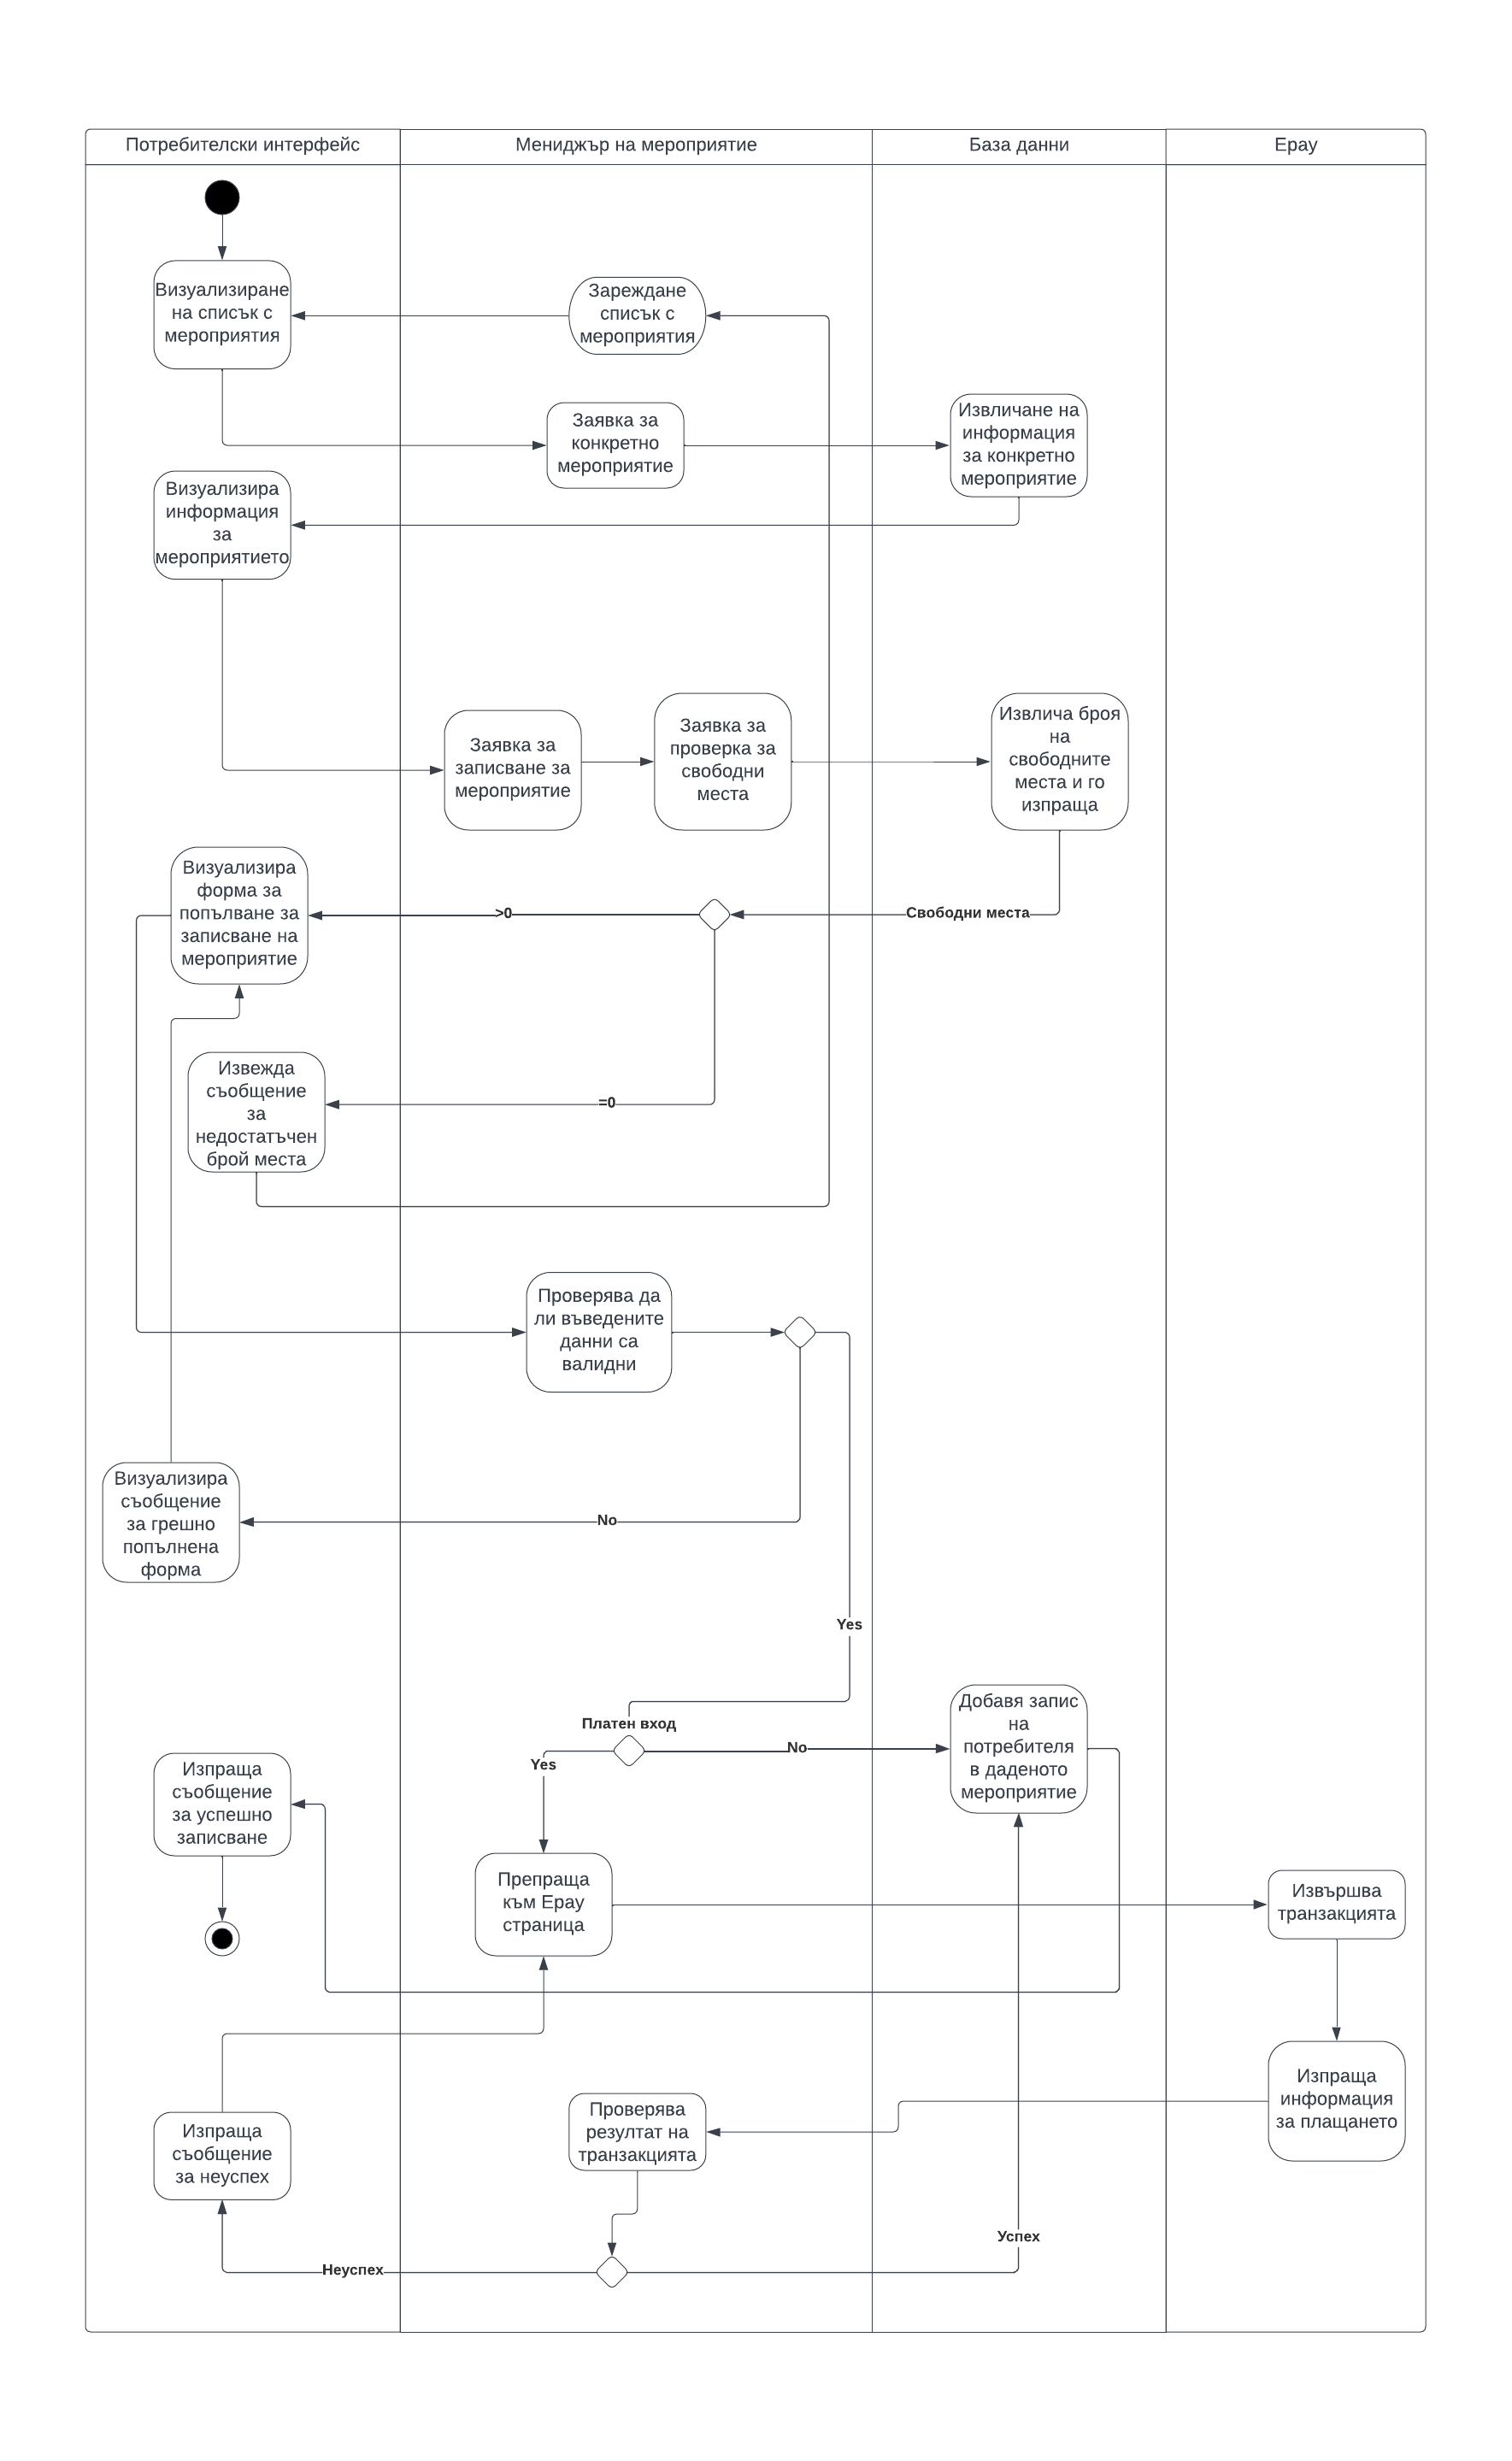 Потребителски интерфейс
Мениджър на мероприятие
База данни
Epay
Визуализиране
на списък с
мероприятия
Зареждане
списък с
мероприятия
Заявка за
конкретно
мероприятие
Извличане на
информация
за конкретно
мероприятие
Визуализира
информация
за
мероприятието
Заявка за
записване за
мероприятие
Заявка за
проверка за
свободни
места
Извлича броя
на
свободните
места и го
изпраща
Визуализира
форма за
попълване за
записване на
мероприятие
>0
Свободни места
Извежда
съобщение
за
недостатъчен
брой места
=0
Проверява да
ли въведените
данни са
валидни
Визуализира
съобщение
за грешно
попълнена
форма
No
Yes
Платен вход
Yes
No
Добавя запис
на
потребителя
в даденото
мероприятие
Изпраща
съобщение
за успешно
записване
Препраща
към Epay
страница
Извършва
транзакцията
Изпраща
информация
за плащането
Проверява
резултат на
транзакцията
Изпраща
съобщение
за неуспех
Успех
Неуспех